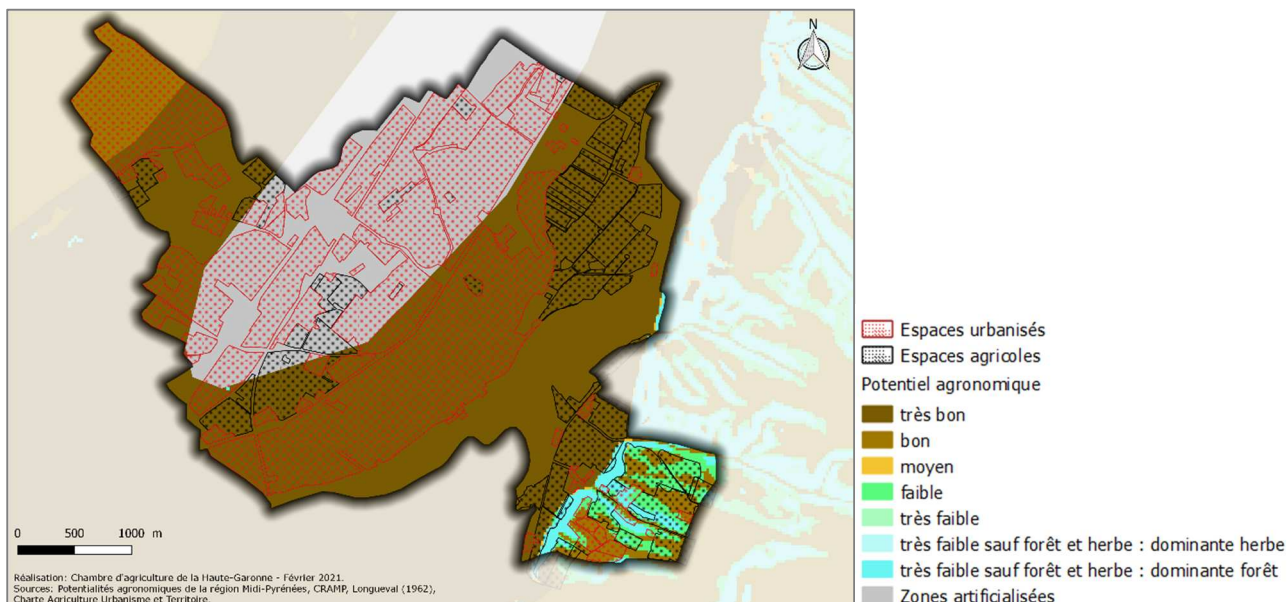 N
0 500 1000 m
Réalisation: Chambre d'agriculture de la Haute-Garonne - Février 2021.
Sources: Potentialités agronomiques de la région Midi-Pyrénées, CRAMP, Longueval (1962),
Charte Agriculture Urbanisme et Territoire.
Espaces urbanisés
Espaces agricoles
Potentiel agronomique
très bon
bon
moyen
faible
très faible
très faible sauf forêt et herbe : dominante herbe
très faible sauf forêt et herbe : dominante forêt
Zones artificialisées